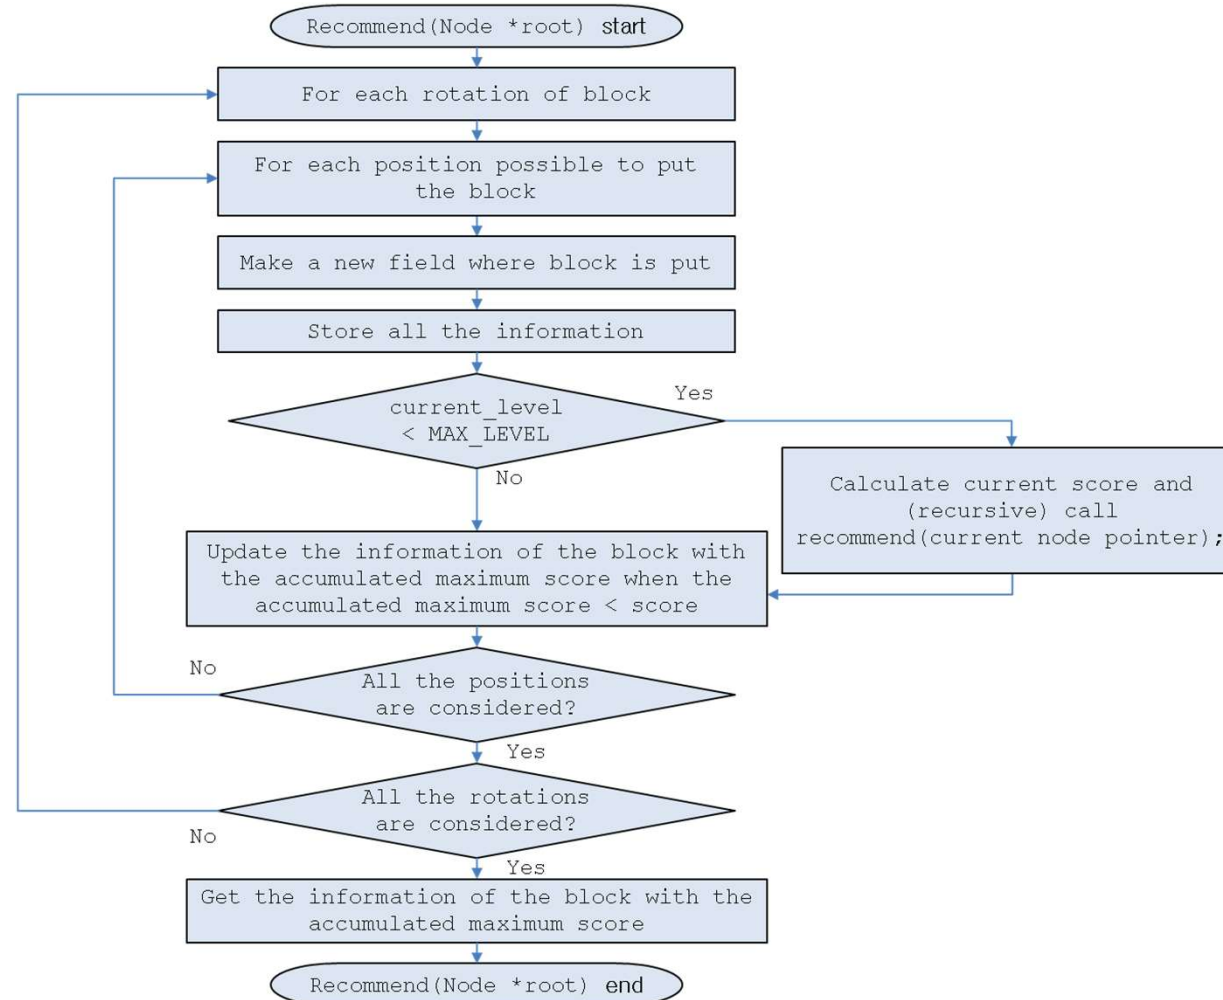 Recommend(Node *root) start
For each rotation of block
For each position possible to put
the block
Make a new field where block is put
Store all the information
current_level
< MAX_LEVEL
Yes
No
Calculate current score and
(recursive) call
recommend(current node pointer);
Update the information of the block with
the accumulated maximum score when the
accumulated maximum score < score
No
All the positions
are considered?
Yes
All the rotations
are considered?
No
Yes
Get the information of the block with the
accumulated maximum score
Recommend(Node *root) end